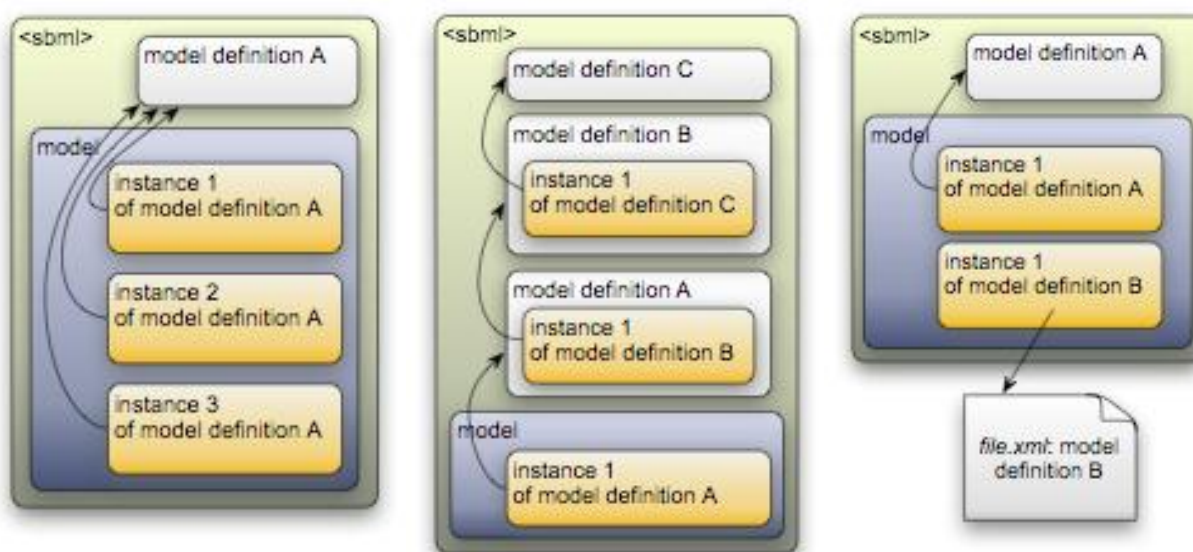 <sbml>
model definition A
model
instance 1
of model definition A
instance 2
of model definition A
instance 3
of model definition A
<sbml>
model definition C
model definition B
instance 1
of model definition C
model definition A
instance 1
of model definition B
model
instance 1
of model definition A
<sbml>
model definition A
model
instance 1
of model definition A
instance 1
of model definition B
file.xml: model
definition B